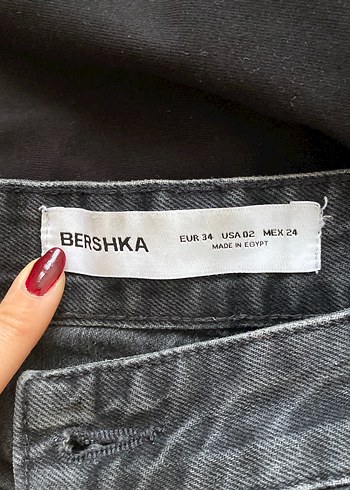 BERSHKA
EUR 34 USA 02 MEX 24
MADE IN EGYPT